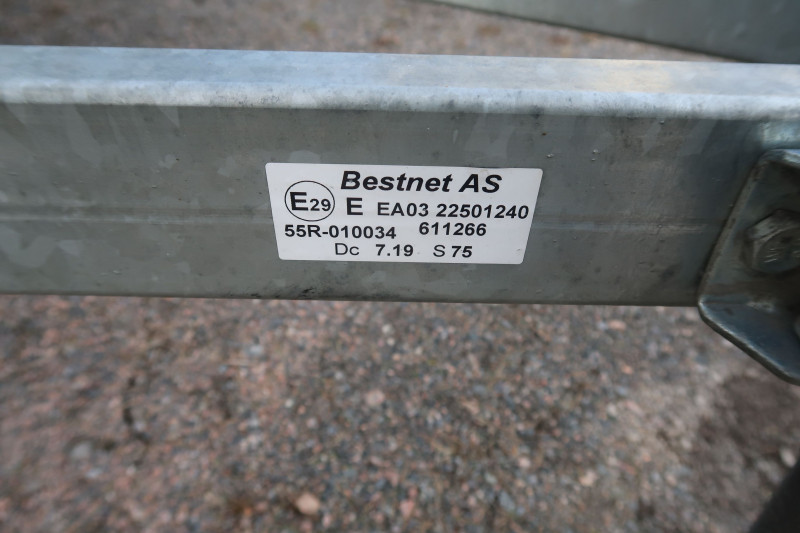 Bestnet AS
E29 E EA03 22501240
55R-010034 611266
Dc 7.19 S 75